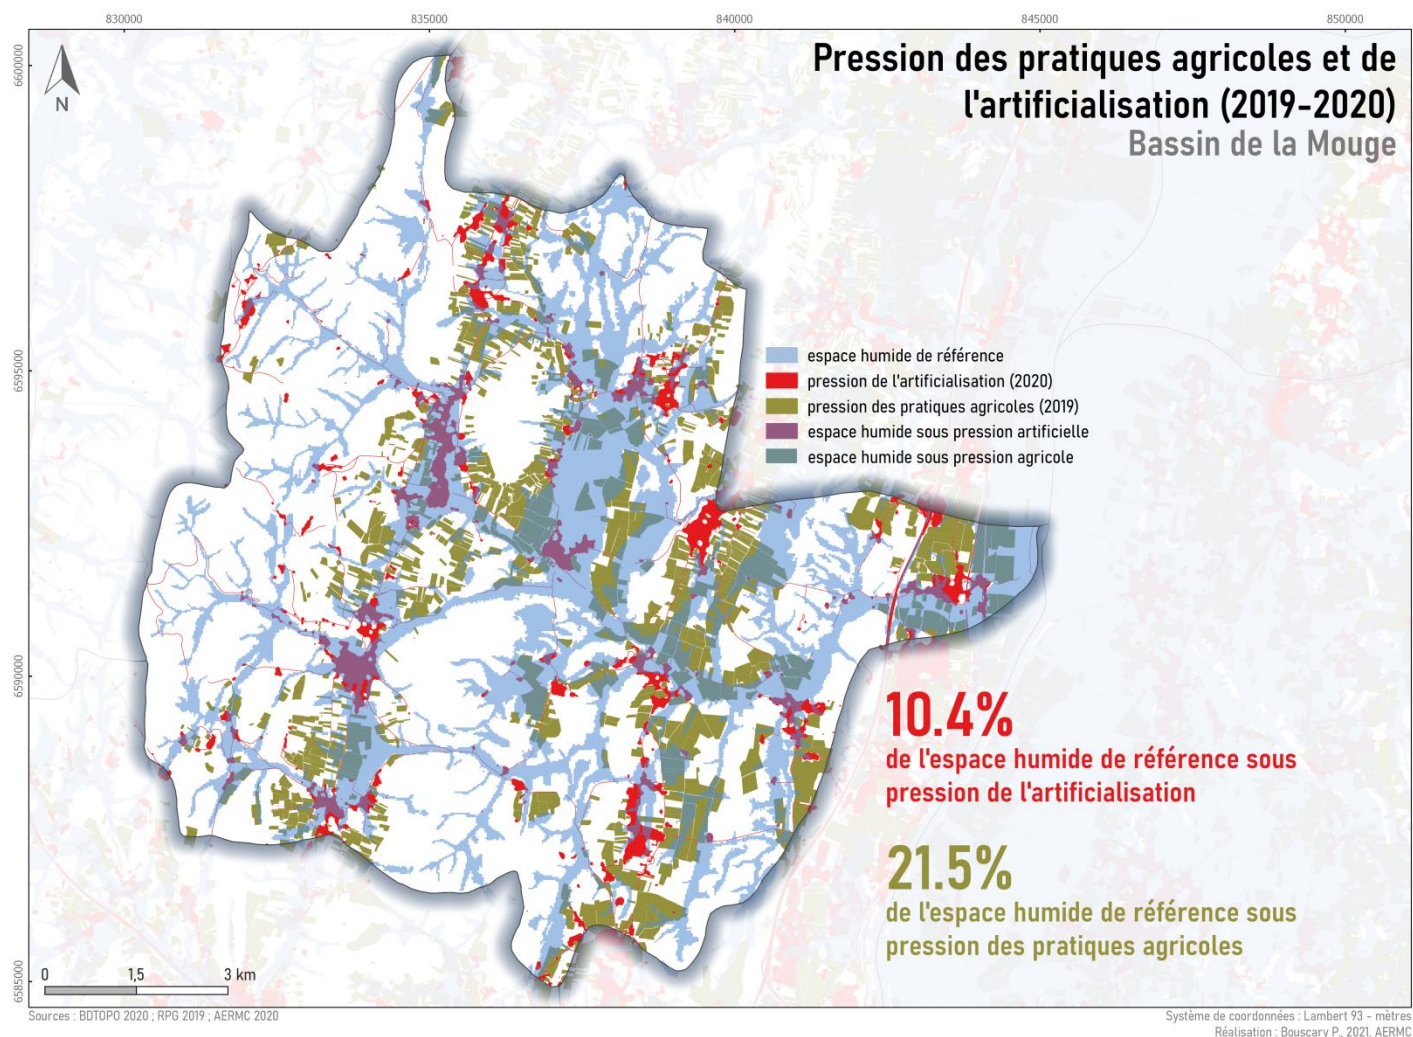 830000
835000
840000
845000
850000
6600000
6595000
6590000
6585000
N
Pression des pratiques agricoles et de
l'artificialisation (2019-2020)
Bassin de la Mouge
espace humide de référence
pression de l'artificialisation (2020)
pression des pratiques agricoles (2019)
espace humide sous pression artificielle
espace humide sous pression agricole
10.4%
de l'espace humide de référence sous
pression de l'artificialisation
21.5%
de l'espace humide de référence sous
pression des pratiques agricoles
0 1,5 3 km
Sources : BDTOPO 2020 ; RPG 2019 ; AERMC 2020
Système de coordonnées : Lambert 93 - mètres
Réalisation : Bouscary P., 2021. AERMC